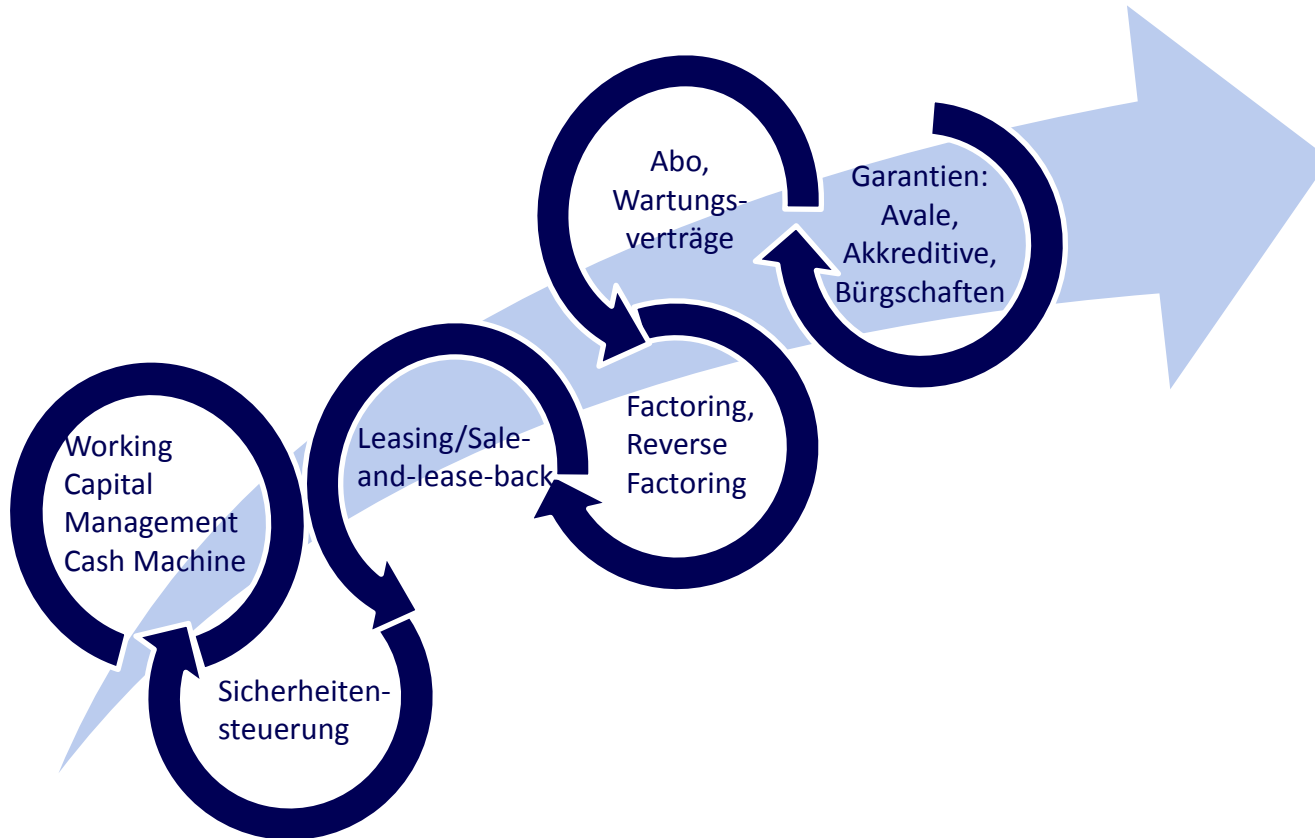 Working
Capital
Management
Cash Machine
Sicherheiten-
steuerung
Leasing/Sale-
and-lease-back
Factoring,
Reverse
Factoring
Abo,
Wartungs-
verträge
Garantien:
Avale,
Akkreditive,
Bürgschaften